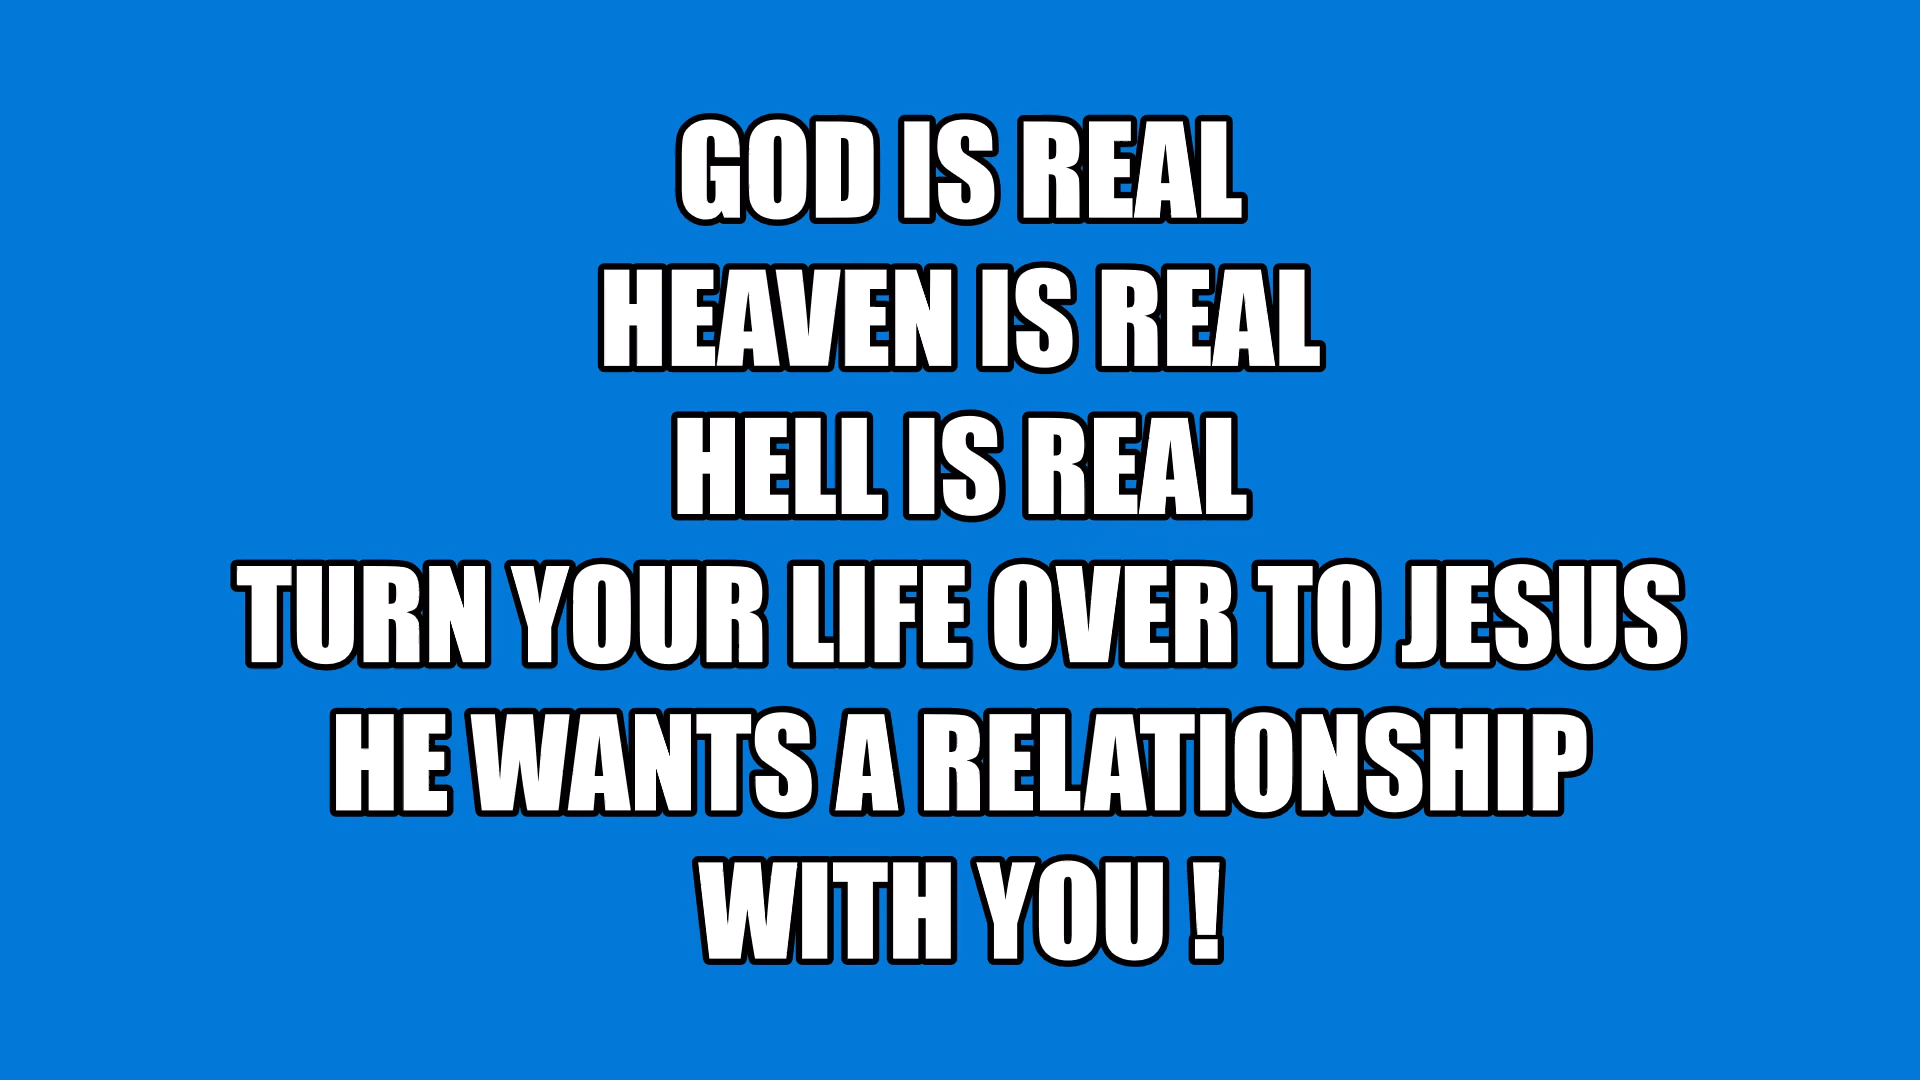 GOD IS REAL
HEAVEN IS REAL
HELL IS REAL
TURN YOUR LIFE OVER TO JESUS
HE WANTS A RELATIONSHIP
WITH YOU !